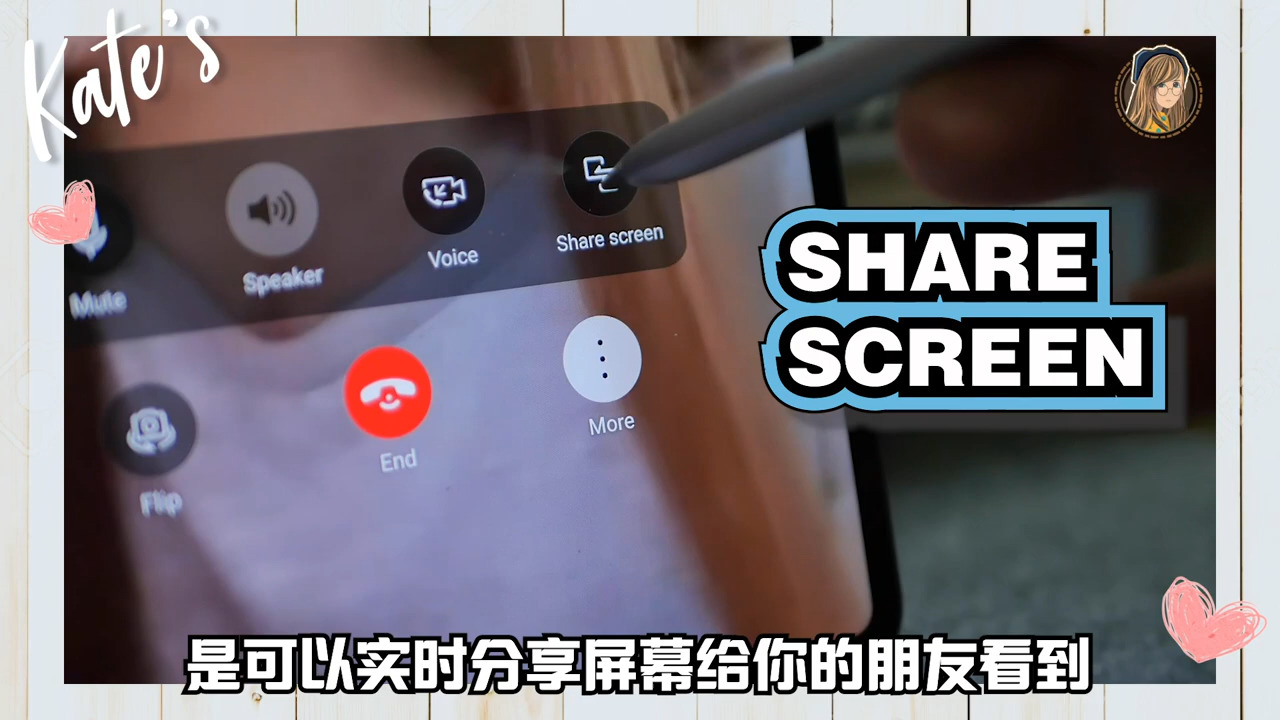 Kate's
Mute
Speaker
Voice
Share screen
SHARE
SCREEN
Flip
End
More
是可以实时分享屏幕给你的朋友看到